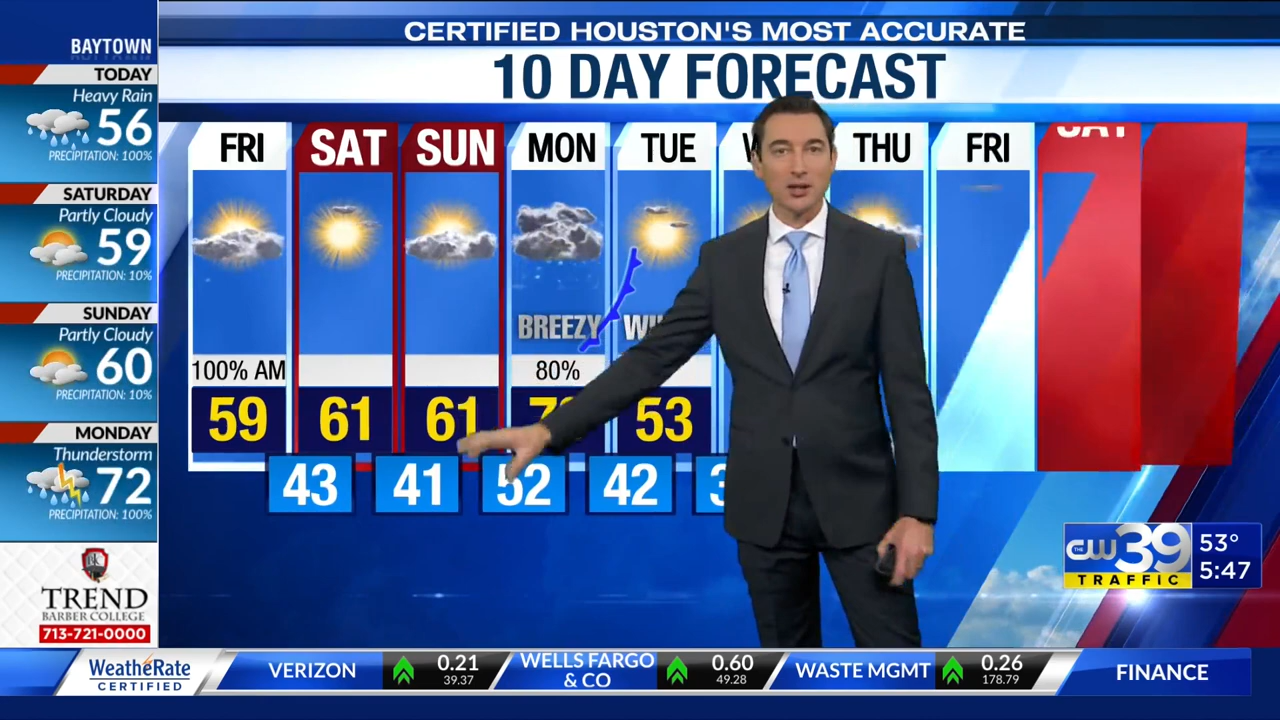 CERTIFIED HOUSTON'S MOST ACCURATE
10 DAY FORECAST
BAYTOWN
TODAY
Heavy Rain
56
PRECIPITATION: 100%
SATURDAY
Partly Cloudy
59
PRECIPITATION: 10%
SUNDAY
Partly Cloudy
60
PRECIPITATION: 10%
MONDAY
Thunderstorm
72
PRECIPITATION: 100%
TREND
BARBER COLLEGE
713-721-0000
FRI SAT SUN MON TUE THU FRI SAT
BREEZY
100% AM 80%
59 61 61 53
43 41 52 42
THE CW 39 53°
TRAFFIC 5:47
WeatheRate
CERTIFIED
VERIZON 0.21
39.37
WELLS FARGO
& CO
0.60
49.28
WASTE MGMT 0.26
178.79
FINANCE